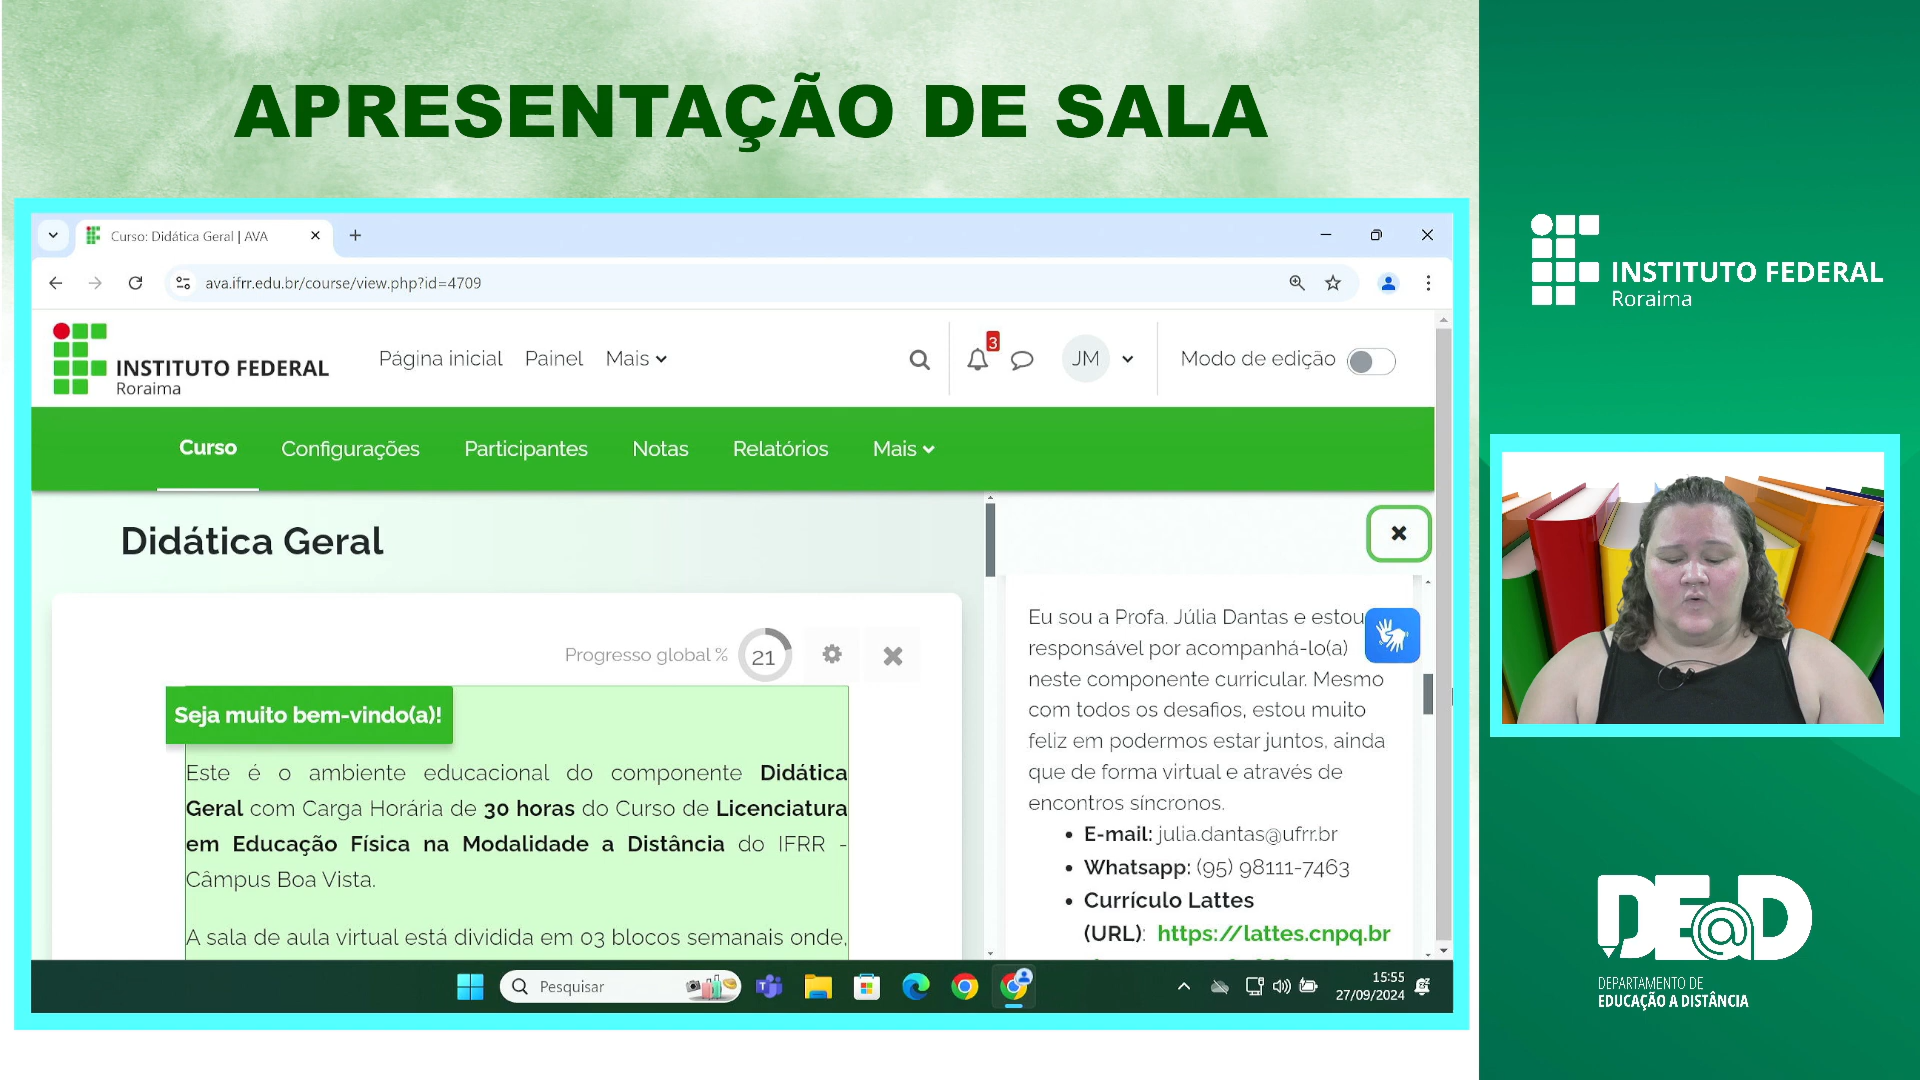 APRESENTAÇÃO DE SALA
Curso: Didática Geral | AVA
ava.ifrr.edu.br/course/view.php?id=4709
INSTITUTO FEDERAL
Roraima
Página inicial Painel Mais
3
JM
Modo de edição
Curso Configurações Participantes Notas Relatórios Mais
Didática Geral
Progresso global % 21
Seja muito bem-vindo(a)!
Este é o ambiente educacional do componente Didática
Geral com Carga Horária de 30 horas do Curso de Licenciatura
em Educação Física na Modalidade a Distância do IFRR -
Câmpus Boa Vista.
A sala de aula virtual está dividida em 03 blocos semanais onde,
Eu sou a Profa. Júlia Dantas e estou
responsável por acompanhá-lo(a)
neste componente curricular. Mesmo
com todos os desafios, estou muito
feliz em podermos estar juntos, ainda
que de forma virtual e através de
encontros síncronos.
• E-mail: julia.dantas@ufrr.br
• Whatsapp: (95) 98111-7463
• Currículo Lattes
(URL): https://lattes.cnpq.br
Pesquisar
15:55
27/09/2024
INSTITUTO FEDERAL
Roraima
DE@D
DEPARTAMENTO DE
EDUCAÇÃO A DISTÂNCIA